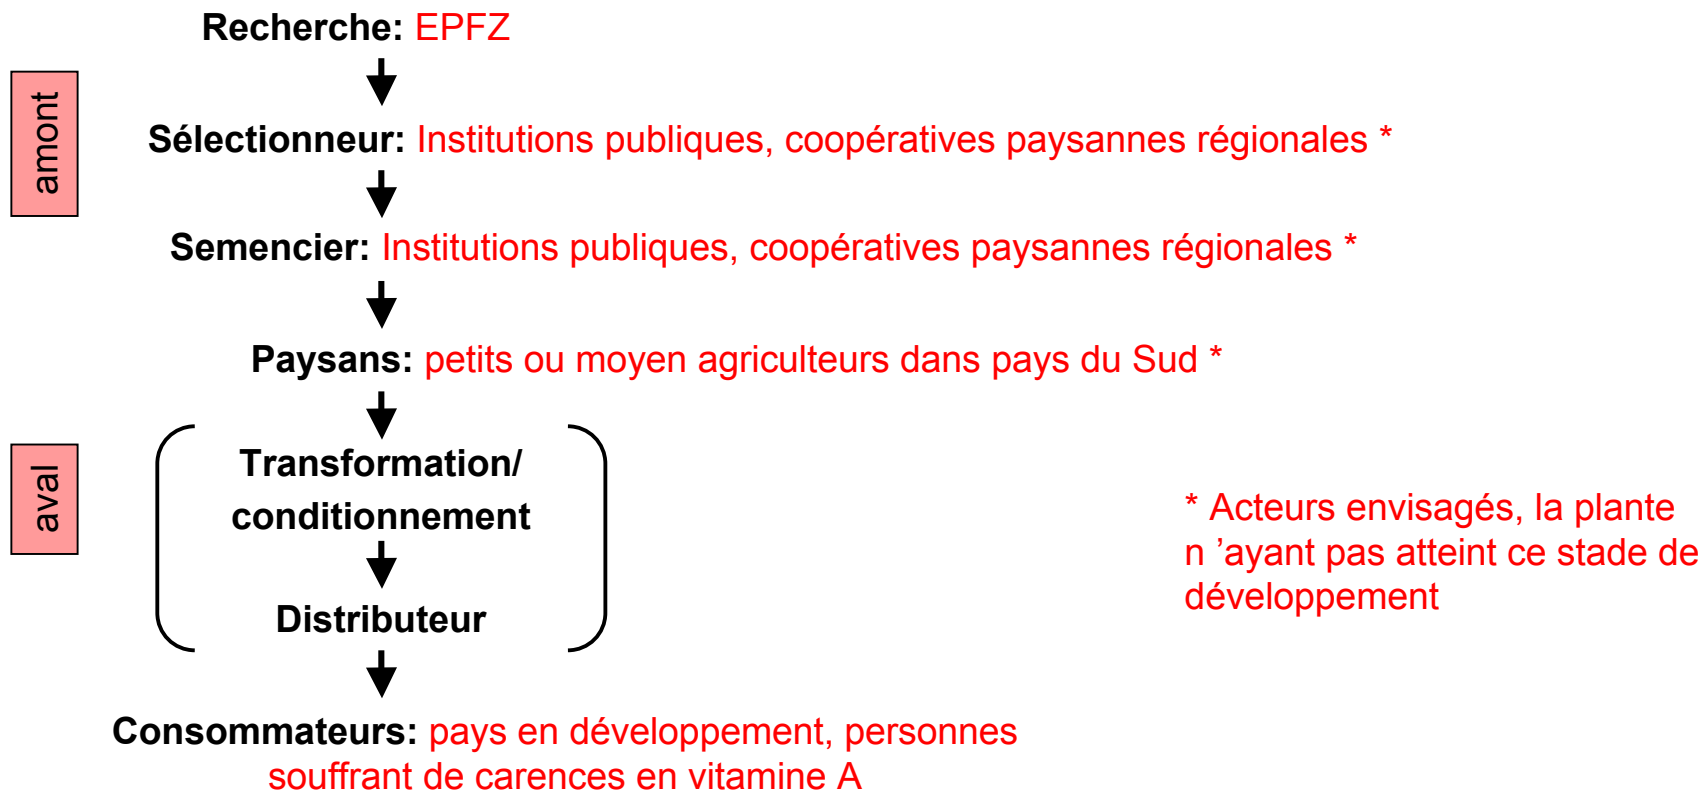 Recherche: EPFZ
amont
Sélectionneur: Institutions publiques, coopératives paysannes régionales *
Semencier: Institutions publiques, coopératives paysannes régionales *
Paysans: petits ou moyen agriculteurs dans pays du Sud *
aval
Transformation/
conditionnement
Distributeur
* Acteurs envisagés, la plante
n ’ayant pas atteint ce stade de
développement
Consommateurs: pays en développement, personnes
souffrant de carences en vitamine A